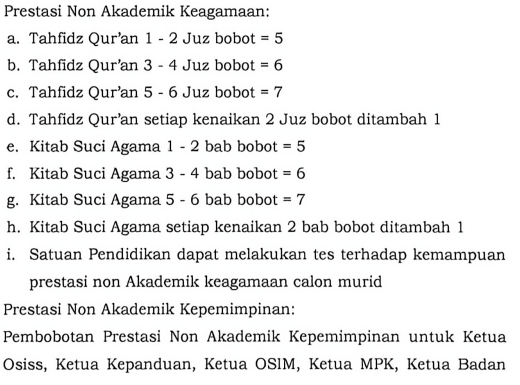 Prestasi Non Akademik Keagamaan:
a. Tahfidz Qur'an 1 - 2 Juz bobot = 5
b. Tahfidz Qur'an 3 - 4 Juz bobot = 6
c. Tahfidz Qur'an 5 - 6 Juz bobot = 7
d. Tahfidz Qur'an setiap kenaikan 2 Juz bobot ditambah 1
e. Kitab Suci Agama 1 - 2 bab bobot = 5
f. Kitab Suci Agama 3 - 4 bab bobot = 6
g. Kitab Suci Agama 5 - 6 bab bobot = 7
h. Kitab Suci Agama setiap kenaikan 2 bab bobot ditambah 1
i. Satuan Pendidikan dapat melakukan tes terhadap kemampuan
prestasi non Akademik keagamaan calon murid
Prestasi Non Akademik Kepemimpinan:
Pembobotan Prestasi Non Akademik Kepemimpinan untuk Ketua
Osiss, Ketua Kepanduan, Ketua OSIM, Ketua MPK, Ketua Badan